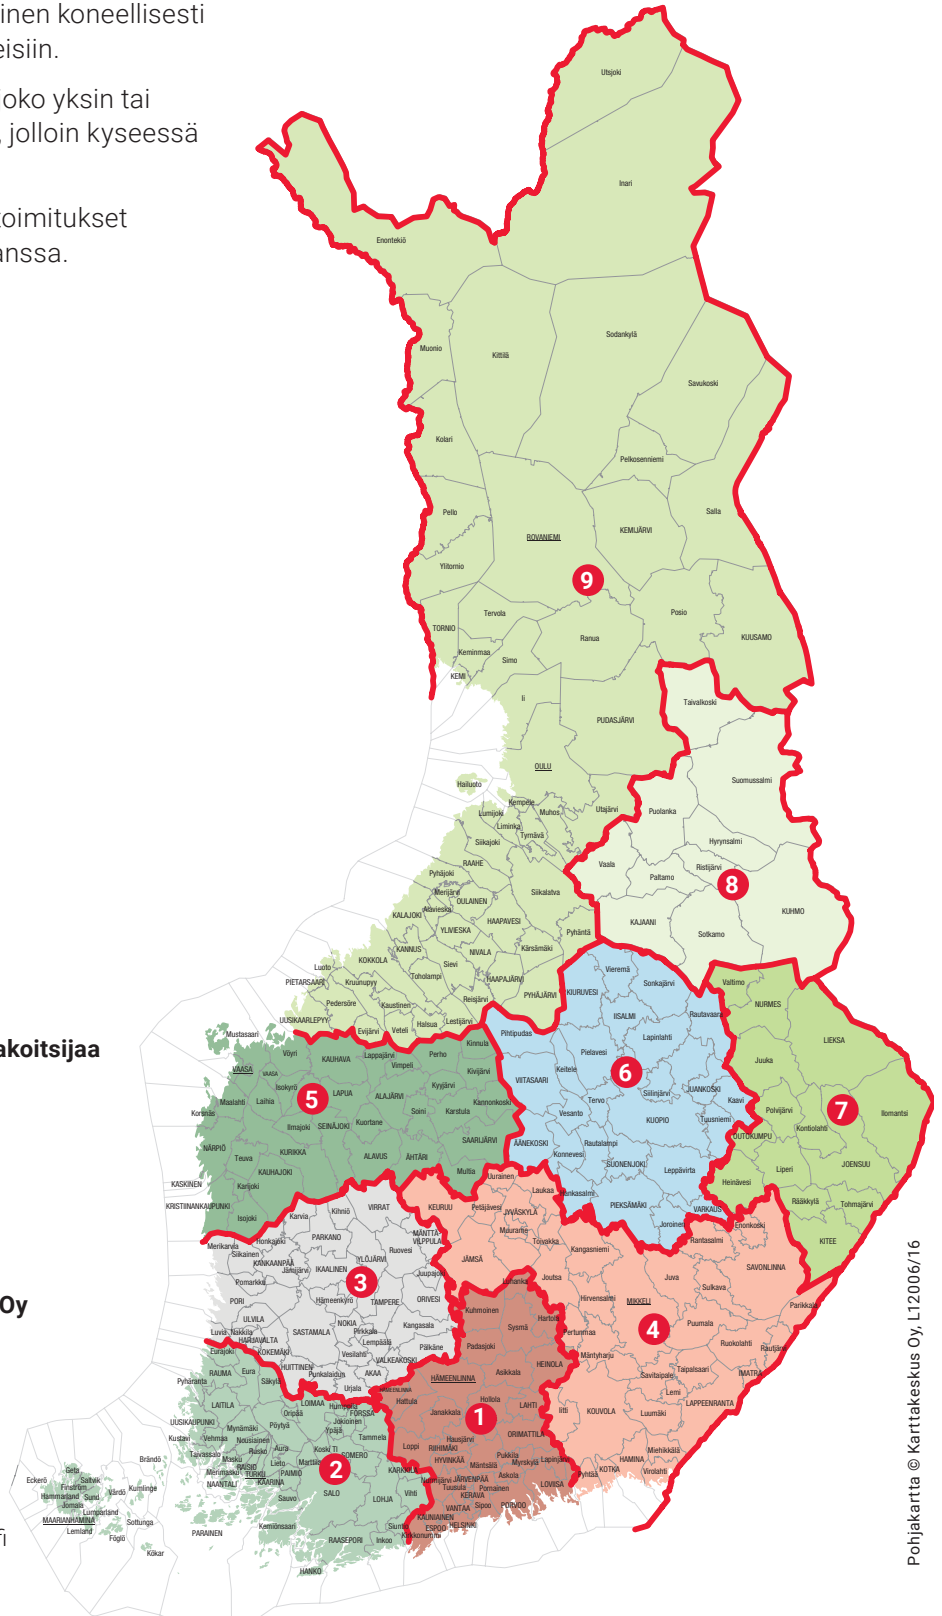 inen koneellisesti
eisiin.
joko yksin tai
, jolloin kyseessä
toimitukset
anssa.
akoitsijaa
Oy
fi
Utsjoki
Inari
Enontekiö
Muonio
Kittilä
Sodankylä
Savukoski
Kolari
Pelkosenniemi
Pello
ROVANIEMI
KEMIJÄRVI
Salla
Ylitornio
9
Tervola
Posio
TORNIO
Ranua
KUUSAMO
Keminmaa
Simo
KEMI
Ii
Taivalkoski
PUDASJÄRVI
OULU
Suomussalmi
Hailuoto
Kempele
Lumijoki
Muhos
Utajärvi
Puolanka
Liminka
Tyrnävä
Siikajoki
Hyrynsalmi
RAAHE
Vaala
Ristijärvi
Pyhäjoki
Paltamo
8
Merijärvi
Siikalatva
OULAINEN
Alavieska
KALAJOKI
HAAPAVESI
KAJAANI
KUHMO
YLIVIESKA
Pyhäntä
Sotkamo
KANNUS
NIVALA
Kärsämäki
KOKKOLA
Sievi
Luoto
Toholampi
HAAPAJÄRVI
PIETARSAARI
Kruunupyy
PYHÄJÄRVI
KIURUVESI
Vieremä
Sonkajärvi
Valtimo
Pedersöre
Kaustinen
Reisjärvi
NURMES
UUSIKAARLEPYY
Evijärvi
Veteli
Halsua
Lestijärvi
IISALMI
Rautavaara
Mustasaari
Pihtipudas
Lapinlahti
LIEKSA
Vöyri
KAUHAVA
Lappajärvi
Perho
Kinnula
Pielavesi
Juuka
VAASA
VAASA
Vimpeli
Kivijärvi
Keitele
6
Isokyrö
Kyyjärvi
VIITASAARI
Siilinjärvi
JUANKOSKI
Maalahti
Laihia
5
LAPUA
ALAJÄRVI
Kannonkoski
Tervo
Kaavi
Polvijärvi
7
Ilomantsi
Korsnäs
Soini
Karstula
Vesanto
KUOPIO
Tuusniemi
Ilmajoki
SEINÄJOKI
Kuortane
Kontiolahti
OUTOKUMPU
NÄRPIÖ
KURIKKA
SAARIJÄRVI
ÄÄNEKOSKI
Rautalampi
Teuva
ALAVUS
ÄHTÄRI
Konnevesi
SUONENJOKI
Leppävirta
Liperi
JOENSUU
KAUHAJOKI
Multia
Uurainen
Heinävesi
KASKINEN
Karijoki
Laukaa
Hankasalmi
PIEKSÄMÄKI
VARKAUS
Rääkkylä
Tohmajärvi
KRISTIINANKAUPUNKI
Isojoki
Karvia
Kihniö
VIRRAT
KEURUU
Petäjävesi
JYVÄSKYLÄ
Joroinen
Enonkoski
Merikarvia
Honkajoki
PARKANO
MÄNTTÄ-
VILPPULA
Muurame
Toivakka
Kangasniemi
Rantasalmi
KITEE
Siikainen
KANKAANPÄÄ
Jämijärvi
IKAALINEN
YLÖJÄRVI
Ruovesi
JÄMSÄ
SAVONLINNA
Pomarkku
3
Juupajoki
Luhanka
Joutsa
Juva
Sulkava
PORI
Hämeenkyrö
TAMPERE
ORIVESI
Kuhmoinen
Hirvensalmi
MIKKELI
Parikkala
ULVILA
NOKIA
Sysmä
Hartola
4
Puumala
Luvia
Nakkila
SASTAMALA
Pirkkala
Kangasala
Pertunmaa
HARJAVALTA
Lempäälä
Pälkäne
Padasjoki
Ruokolahti
Rautjärvi
Eurajoki
KOKEMÄKI
Vesilahti
VALKEAKOSKI
Mäntyharju
HUITTINEN
HEINOLA
Taipalsaari
IMATRA
RAUMA
Eura
Punkalaidun
AKAA
Asikkala
Savitaipale
Pyhäranta
Säkylä
Urjala
HÄMEENLINNA
HÄMEENLINNA
Lemi
LAITILA
LOIMAA
Humppila
Hattula
Hollola
LAHTI
Iitti
KOUVOLA
LAPPEENRANTA
Oripää
FORSSA
Janakkala
1
Luumäki
UUSIKAUPUNKI
Mynämäki
Pöytyä
Jokioinen
Ypäjä
Kustavi
Vehmaa
Nousiainen
Tammela
Hausjärvi
ORIMATTILA
Rusko
Aura
Koski Tl
Loppi
RIIHIMÄKI
Miehikkälä
Taivassalo
Masku
Lieto
Marttila
SOMERO
HYVINKÄÄ
Pukkila
Lapinjärvi
HAMINA
RAISIO
Mäntsälä
Myrskylä
Brändö
Merimasku
TURKU
PAIMIO
2
KARKKILA
Askola
KOTKA
Virolahti
Geta
Saltvik
NAANTALI
KAARINA
Nurmijärvi
JÄRVENPÄÄ
Pyhtää
Eckerö
Finström
Kumlinge
SALO
Vihti
Tuusula
Pornainen
LOVIISA
Hammarland
Sund
Vårdö
Sauvo
LOHJA
KERAVA
Jomala
VANTAA
Sipoo
PORVOO
Lumparland
KAUNIAINEN
MAARIANHAMINA
Sottunga
Kemiönsaari
Siuntio
ESPOO
HELSINKI
Lemland
Föglö
PARAINEN
Kirkkonummi
RAASEPORI
Inkoo
Kökar
HANKO
Pohjakartta © Karttakeskus Oy, L12006/16